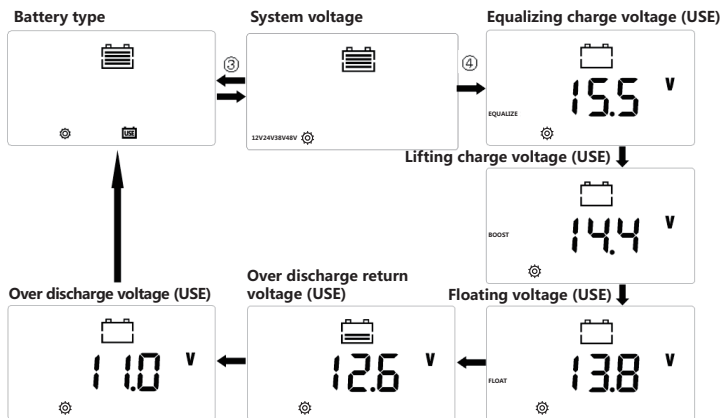 Battery type
System voltage
Equalizing charge voltage (USE)
③
④
USE
12V24V38V48V
EQUALIZE
15.5 V
Lifting charge voltage (USE)
BOOST
14.4 V
Over discharge voltage (USE)
Over discharge return
voltage (USE)
Floating voltage (USE)
11.0 V
12.6 V
FLOAT
13.8 V